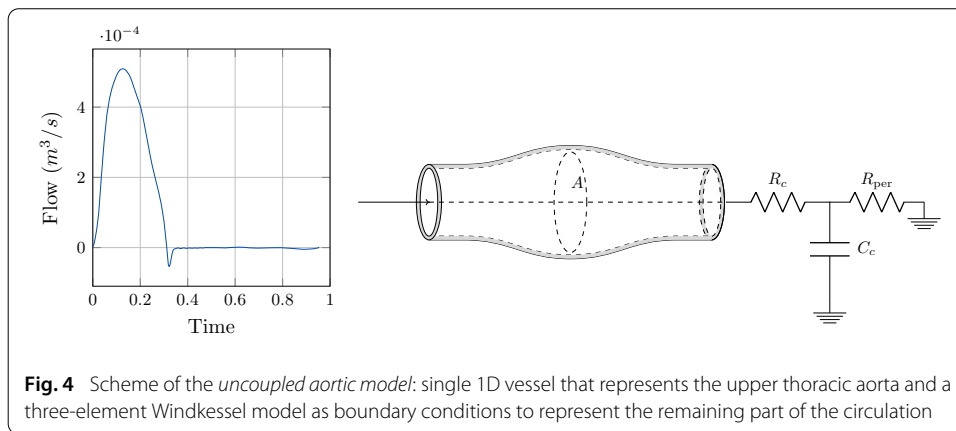 ·10⁻⁴
Flow (m³/s)
4
2
0
0 0.2 0.4 0.6 0.8 1
Time
A
R_c
R_per
C_c
Fig. 4 Scheme of the uncoupled aortic model: single 1D vessel that represents the upper thoracic aorta and a
three-element Windkessel model as boundary conditions to represent the remaining part of the circulation